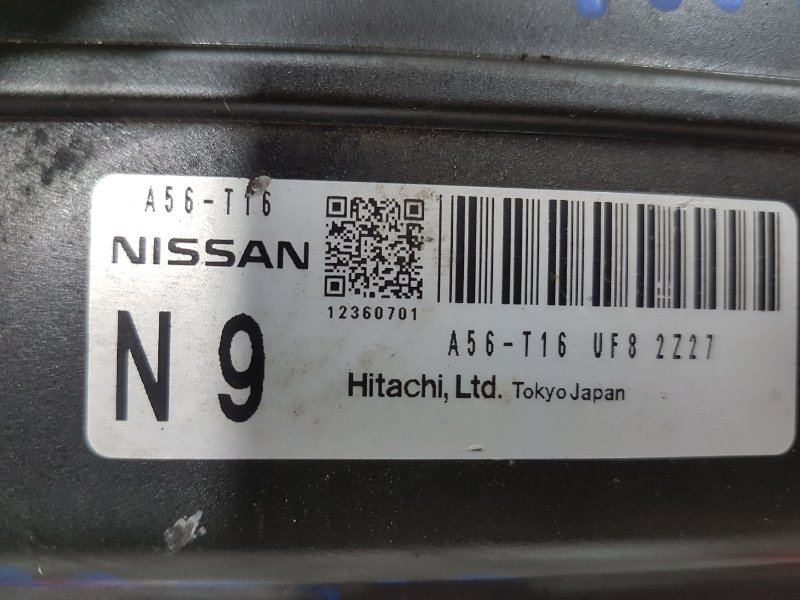 A56-T16
NISSAN
N 9
12360701
A56-T16 UF8 2Z27
Hitachi, Ltd. Tokyo Japan